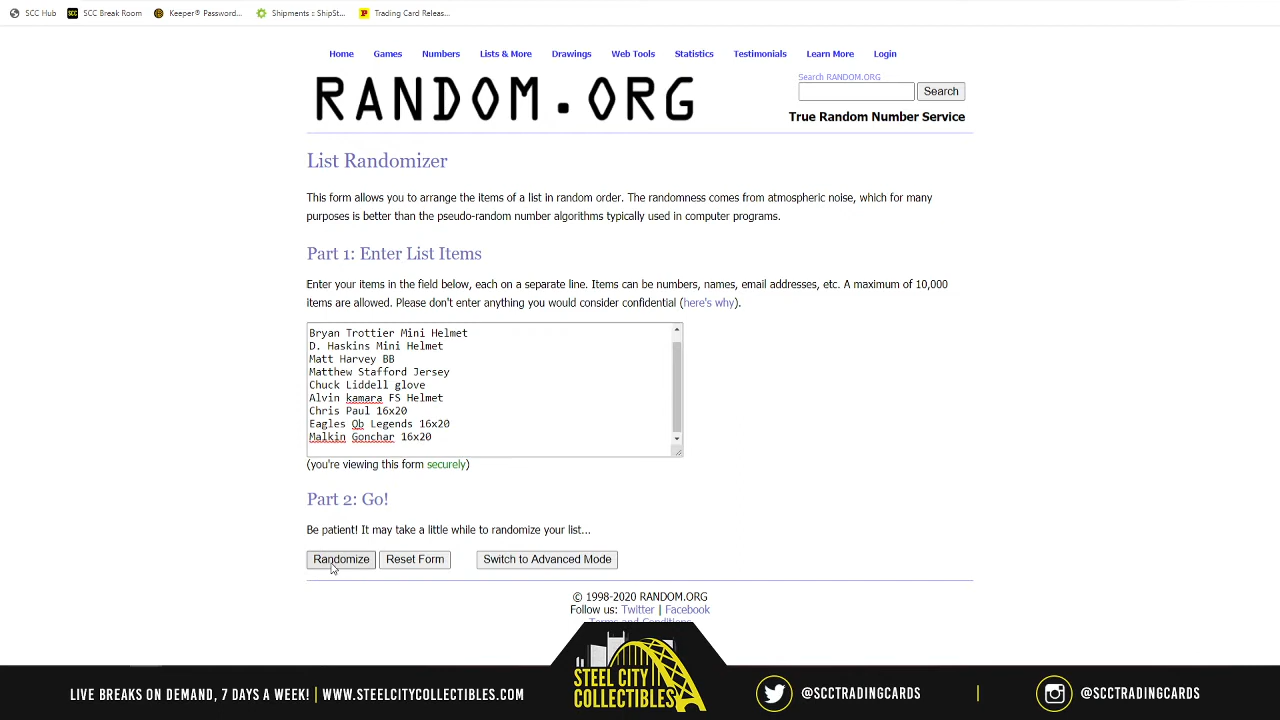 SCC Hub SCC Break Room Keeper® Password... Shipments :: ShipSt... Trading Card Releas...
Home Games Numbers Lists & More Drawings Web Tools Statistics Testimonials Learn More Login
RANDOM.ORG
Search RANDOM.ORG
Search
True Random Number Service
List Randomizer
This form allows you to arrange the items of a list in random order. The randomness comes from atmospheric noise, which for many
purposes is better than the pseudo-random number algorithms typically used in computer programs.
Part 1: Enter List Items
Enter your items in the field below, each on a separate line. Items can be numbers, names, email addresses, etc. A maximum of 10,000
items are allowed. Please don't enter anything you would consider confidential (here's why).
Bryan Trottier Mini Helmet
D. Haskins Mini Helmet
Matt Harvey BB
Matthew Stafford Jersey
Chuck Liddell glove
Alvin kamara FS Helmet
Chris Paul 16x20
Eagles Qb Legends 16x20
Malkin Gonchar 16x20
(you're viewing this form securely)
Part 2: Go!
Be patient! It may take a little while to randomize your list...
Randomize Reset Form Switch to Advanced Mode
© 1998-2020 RANDOM.ORG
Follow us: Twitter | Facebook
Terms and Conditions
LIVE BREAKS ON DEMAND, 7 DAYS A WEEK! | WWW.STEELCITYCOLLECTIBLES.COM
STEEL CITY
COLLECTIBLES
@SCCTRADINGCARDS | @SCCTRADINGCARDS